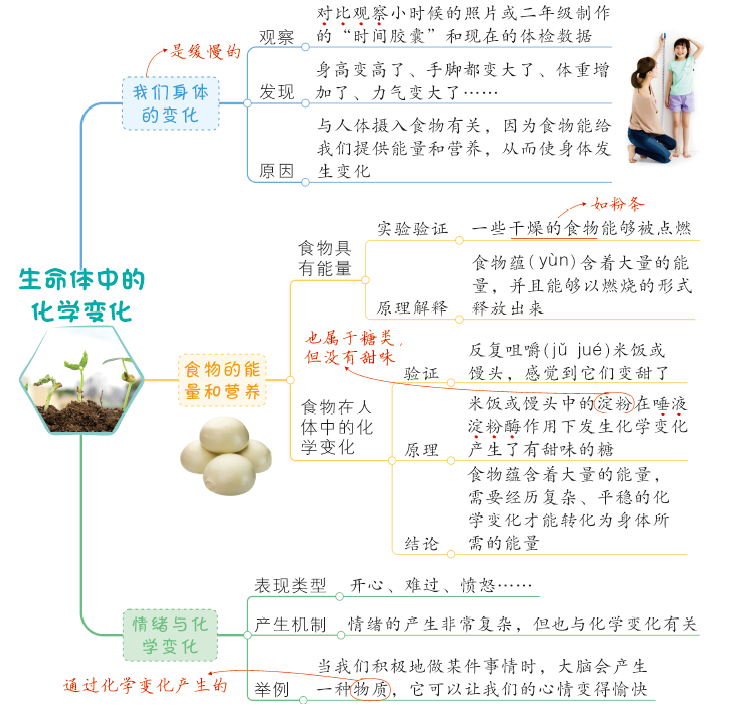 对比观察小时候的照片或二年级制作
的“时间胶囊”和现在的体检数据
观察
是缓慢的
我们身体
的变化
身高变高了、手脚都变大了、体重增
加了、力气变大了……
发现
与人体摄入食物有关，因为食物能给
我们提供能量和营养，从而使身体发
生变化
原因
如粉条
实验验证
一些干燥的食物能够被点燃
食物具
有能量
食物蕴(yùn)含着大量的能
量，并且能够以燃烧的形式
释放出来
原理解释
生命体中的
化学变化
也属于糖类，
但没有甜味
反复咀嚼(jǔ jué)米饭或
馒头，感觉到它们变甜了
验证
食物的能
量和营养
食物在人
体中的化
学变化
米饭或馒头中的淀粉在唾液
淀粉酶作用下发生化学变化
产生了有甜味的糖
原理
食物蕴含着大量的能量，
需要经历复杂、平稳的化
学变化才能转化为身体所
需的能量
结论
表现类型
开心、难过、愤怒……
情绪与化
学变化
产生机制
情绪的产生非常复杂，但也与化学变化有关
通过化学变化产生的
当我们积极地做某件事情时，大脑会产生
一种物质，它可以让我们的心情变得愉快
举例